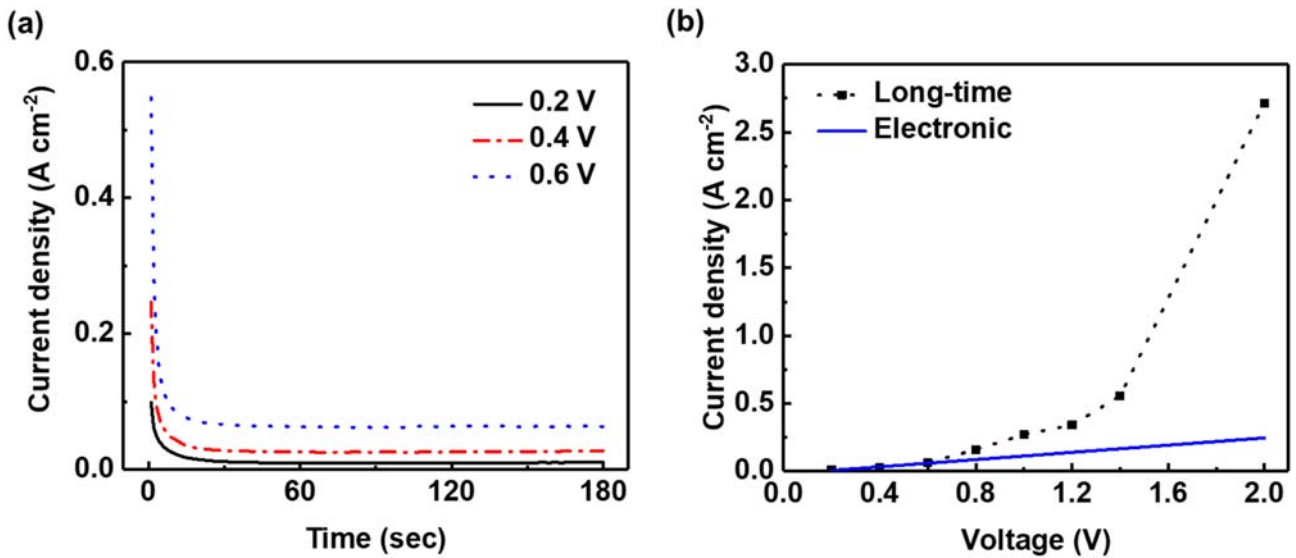 (a)
0.6
0.4
0.2
0.0
Current density (A cm-2)
0.2 V
0.4 V
0.6 V
0
60
120
180
Time (sec)
(b)
3.0
2.5
2.0
1.5
1.0
0.5
0.0
Current density (A cm-2)
Long-time
Electronic
0.0
0.4
0.8
1.2
1.6
2.0
Voltage (V)